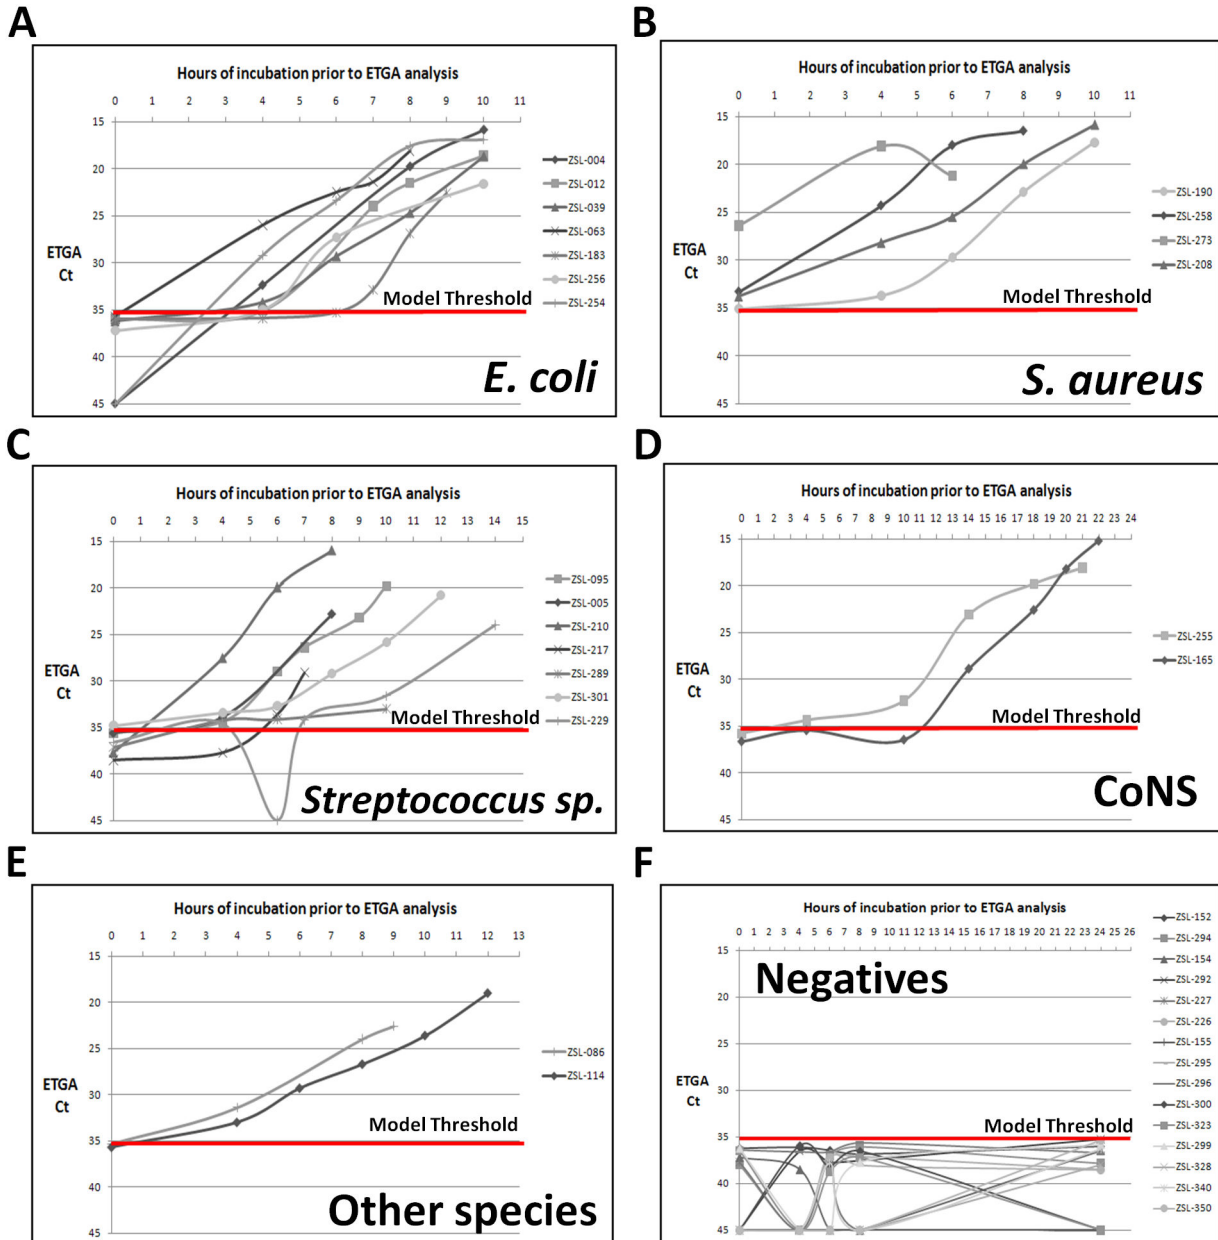 A
Hours of incubation prior to ETGA analysis
0 1 2 3 4 5 6 7 8 9 10 11
15
20
25
30
35
40
45
ETGA
Ct
Model Threshold
E. coli
ZSL-004
ZSL-012
ZSL-039
ZSL-063
ZSL-183
ZSL-256
ZSL-254
B
Hours of incubation prior to ETGA analysis
0 1 2 3 4 5 6 7 8 9 10 11
15
20
25
30
35
40
45
ETGA
Ct
Model Threshold
S. aureus
ZSL-190
ZSL-258
ZSL-273
ZSL-208
C
Hours of incubation prior to ETGA analysis
0 1 2 3 4 5 6 7 8 9 10 11 12 13 14 15
15
20
25
30
35
40
45
ETGA
Ct
Model Threshold
Streptococcus sp.
ZSL-095
ZSL-005
ZSL-210
ZSL-217
ZSL-289
ZSL-301
ZSL-229
D
Hours of incubation prior to ETGA analysis
0 1 2 3 4 5 6 7 8 9 10 11 12 13 14 15 16 17 18 19 20 21 22 23 24
15
20
25
30
35
40
45
ETGA
Ct
Model Threshold
CoNS
ZSL-255
ZSL-165
E
Hours of incubation prior to ETGA analysis
0 1 2 3 4 5 6 7 8 9 10 11 12 13
15
20
25
30
35
40
45
ETGA
Ct
Model Threshold
Other species
ZSL-086
ZSL-114
F
Hours of incubation prior to ETGA analysis
0 1 2 3 4 5 6 7 8 9 10 11 12 13 14 15 16 17 18 19 20 21 22 23 24 25 26
15
20
25
30
35
40
45
Negatives
ETGA
Ct
Model Threshold
ZSL-152
ZSL-294
ZSL-154
ZSL-292
ZSL-227
ZSL-226
ZSL-155
ZSL-295
ZSL-296
ZSL-300
ZSL-323
ZSL-299
ZSL-328
ZSL-340
ZSL-350